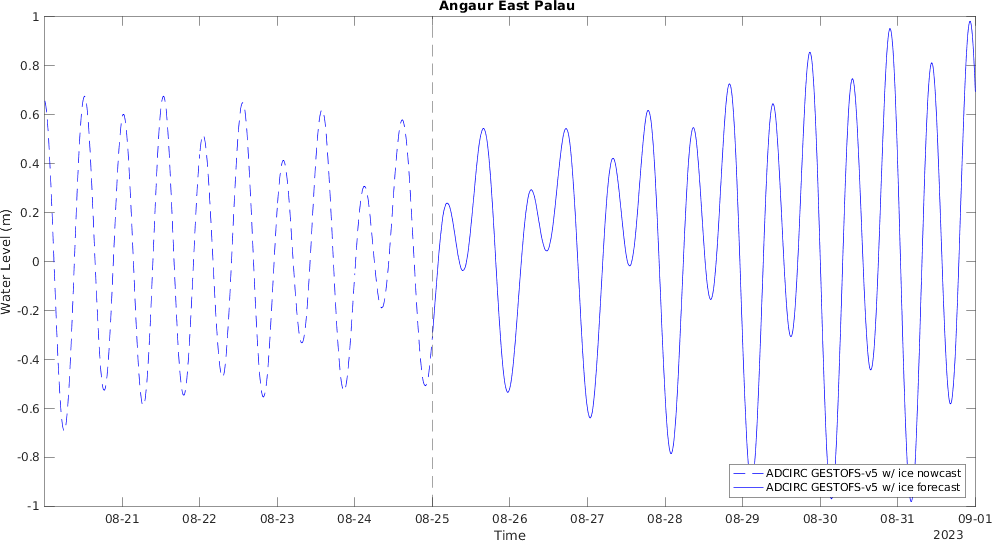 Angaur East Palau
Water Level (m)
1
0.8
0.6
0.4
0.2
0
-0.2
-0.4
-0.6
-0.8
-1
ADCIRC GESTOFS-v5 w/ ice nowcast
ADCIRC GESTOFS-v5 w/ ice forecast
08-21 08-22 08-23 08-24 08-25 08-26 08-27 08-28 08-29 08-30 08-31 09-01
Time
2023